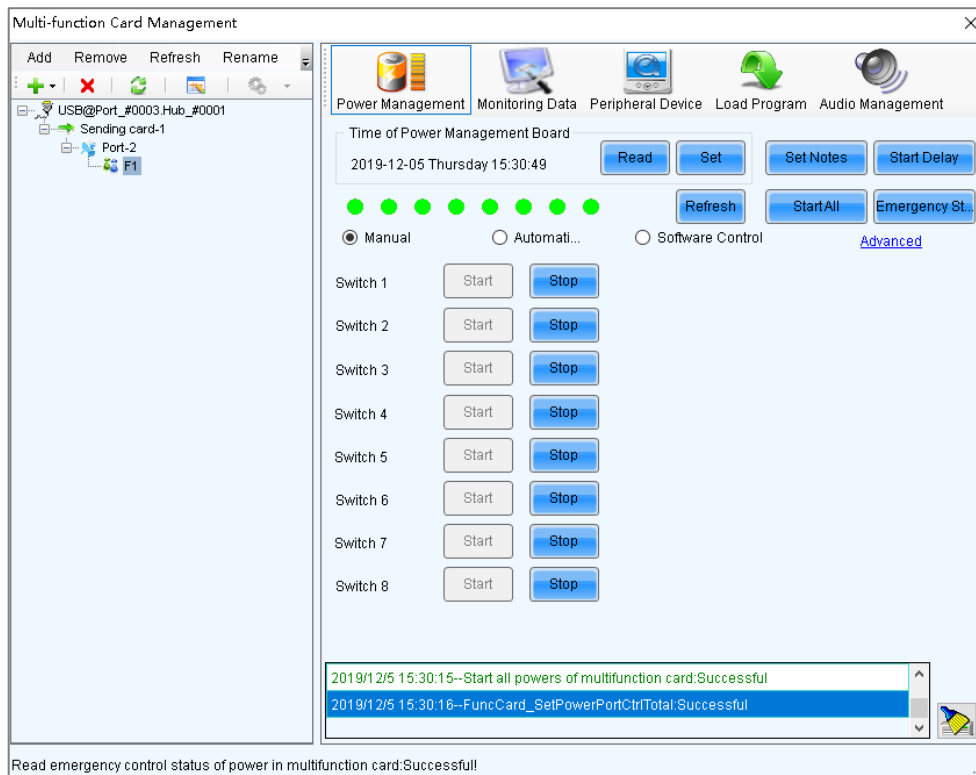 Multi-function Card Management
Add Remove Refresh Rename
USB@Port_#0003.Hub_#0001
Sending card-1
Port-2
F1
Power Management Monitoring Data Peripheral Device Load Program Audio Management
Time of Power Management Board
2019-12-05 Thursday 15:30:49 Read Set Set Notes Start Delay
Refresh Start All Emergency St...
Manual Automati... Software Control Advanced
Switch 1 Start Stop
Switch 2 Start Stop
Switch 3 Start Stop
Switch 4 Start Stop
Switch 5 Start Stop
Switch 6 Start Stop
Switch 7 Start Stop
Switch 8 Start Stop
2019/12/5 15:30:15--Start all powers of multifunction card:Successful
2019/12/5 15:30:16--FuncCard_SetPowerPortCtrlTotal:Successful
Read emergency control status of power in multifunction card:Successful!